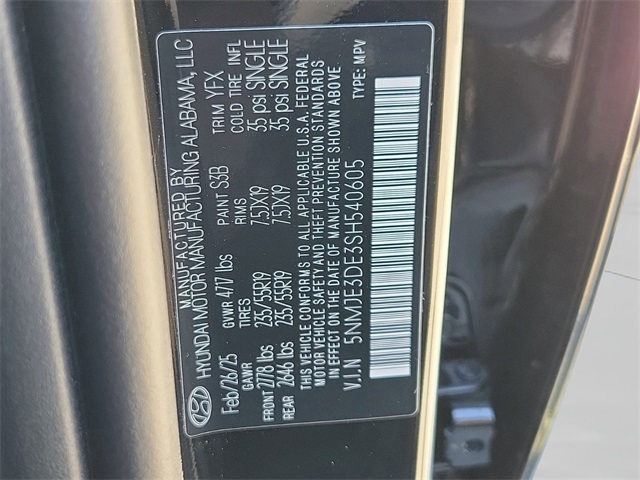 MANUFACTURED BY
HYUNDAI MOTOR MANUFACTURING ALABAMA, LLC
Feb/26/25 GVWR 4717 lbs PAINT S3B TRIM YFX
GAWR TIRES RIMS COLD TIRE INFL
FRONT 2778 lbs 235/55R19 7.5JX19 35 psi SINGLE
REAR 2646 lbs 235/55R19 7.5JX19 35 psi SINGLE
THIS VEHICLE CONFORMS TO ALL APPLICABLE U.S.A. FEDERAL
MOTOR VEHICLE SAFETY AND THEFT PREVENTION STANDARDS
IN EFFECT ON THE DATE OF MANUFACTURE SHOWN ABOVE
V.I.N 5NMJE3DE3SH540605 TYPE: MPV